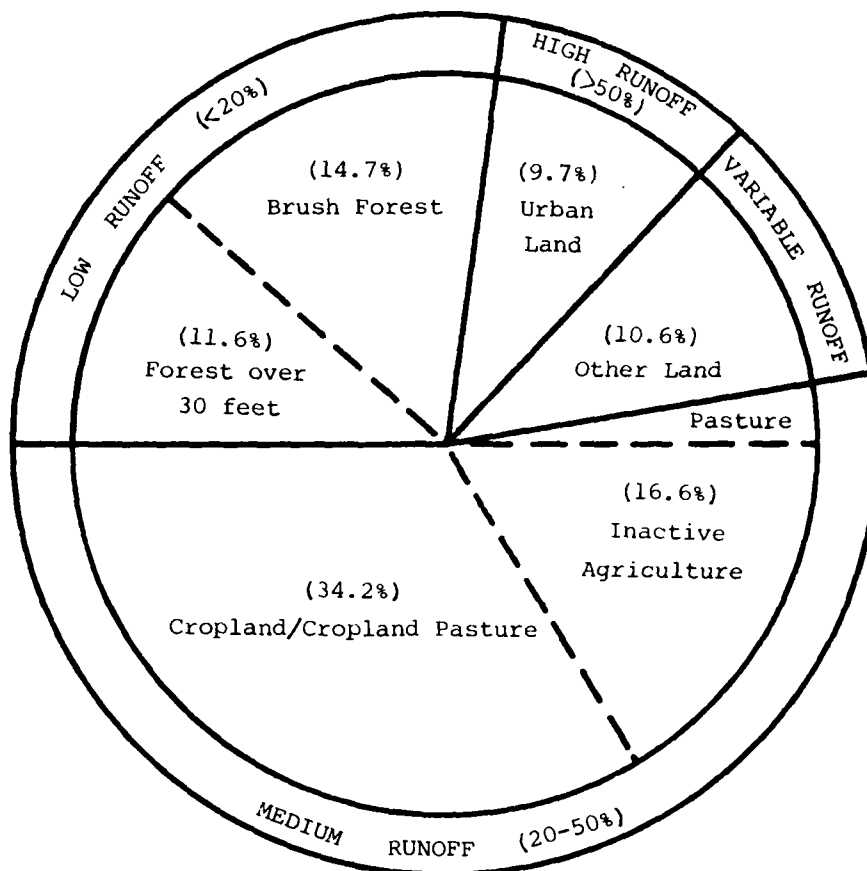 LOW RUNOFF (<20%)
HIGH RUNOFF
(>50%)
VARIABLE RUNOFF
(14.7%)
Brush Forest
(9.7%)
Urban
Land
(11.6%)
Forest over
30 feet
(10.6%)
Other Land
Pasture
(16.6%)
Inactive
Agriculture
(34.2%)
Cropland/Cropland Pasture
MEDIUM RUNOFF (20-50%)